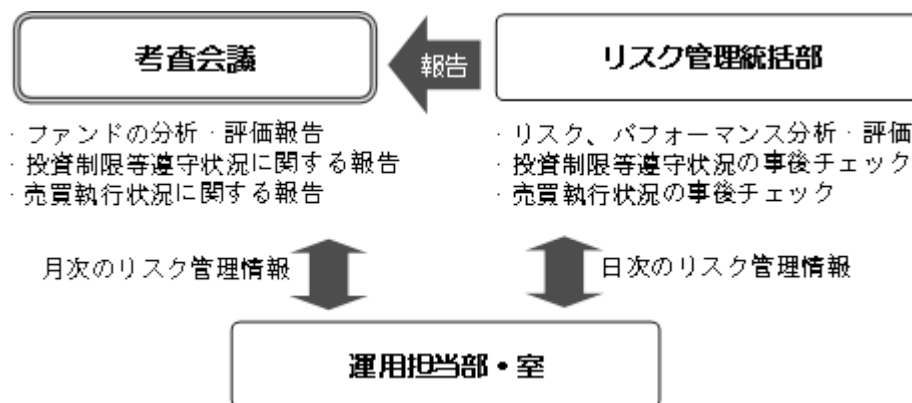 考査会議
報告
リスク管理統括部
· ファンドの分析・評価報告
· 投資制限等遵守状況に関する報告
· 売買執行状況に関する報告
· リスク、パフォーマンス分析・評価
· 投資制限等遵守状況の事後チェック
· 売買執行状況の事後チェック
月次のリスク管理情報
日次のリスク管理情報
運用担当部・室